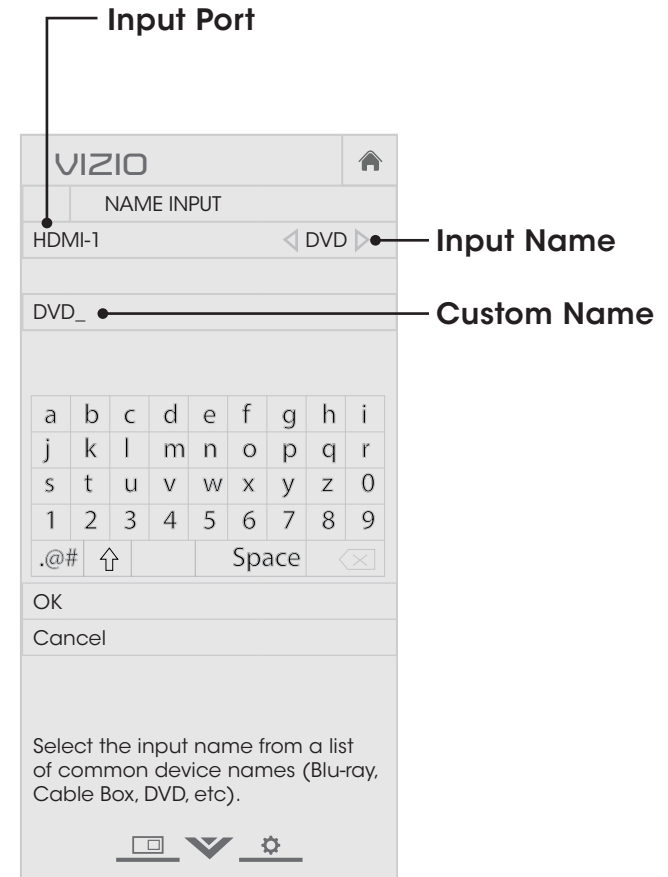 Input Port
VIZIO
NAME INPUT
HDMI-1 DVD Input Name
DVD_ Custom Name
a b c d e f g h i
j k l m n o p q r
s t u v w x y z 0
1 2 3 4 5 6 7 8 9
.@# Space
OK
Cancel
Select the input name from a list
of common device names (Blu-ray,
Cable Box, DVD, etc).